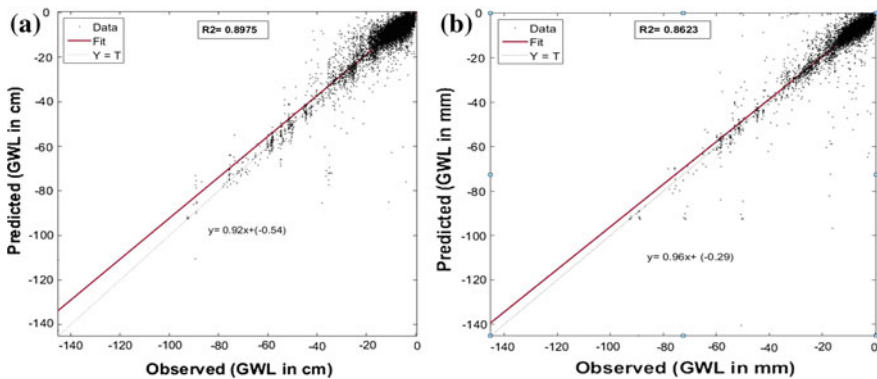 (a)
Data
Fit
Y = T
R2= 0.8975
0
-20
-40
-60
-80
-100
-120
-140
Predicted (GWL in cm)
y= 0.92x+(-0.54)
-140
-120
-100
-80
-60
-40
-20
0
Observed (GWL in cm)
(b)
Data
Fit
Y = T
R2= 0.8623
0
-20
-40
-60
-80
-100
-120
-140
Predicted (GWL in mm)
y= 0.96x+ (-0.29)
-140
-120
-100
-80
-60
-40
-20
0
Observed (GWL in mm)